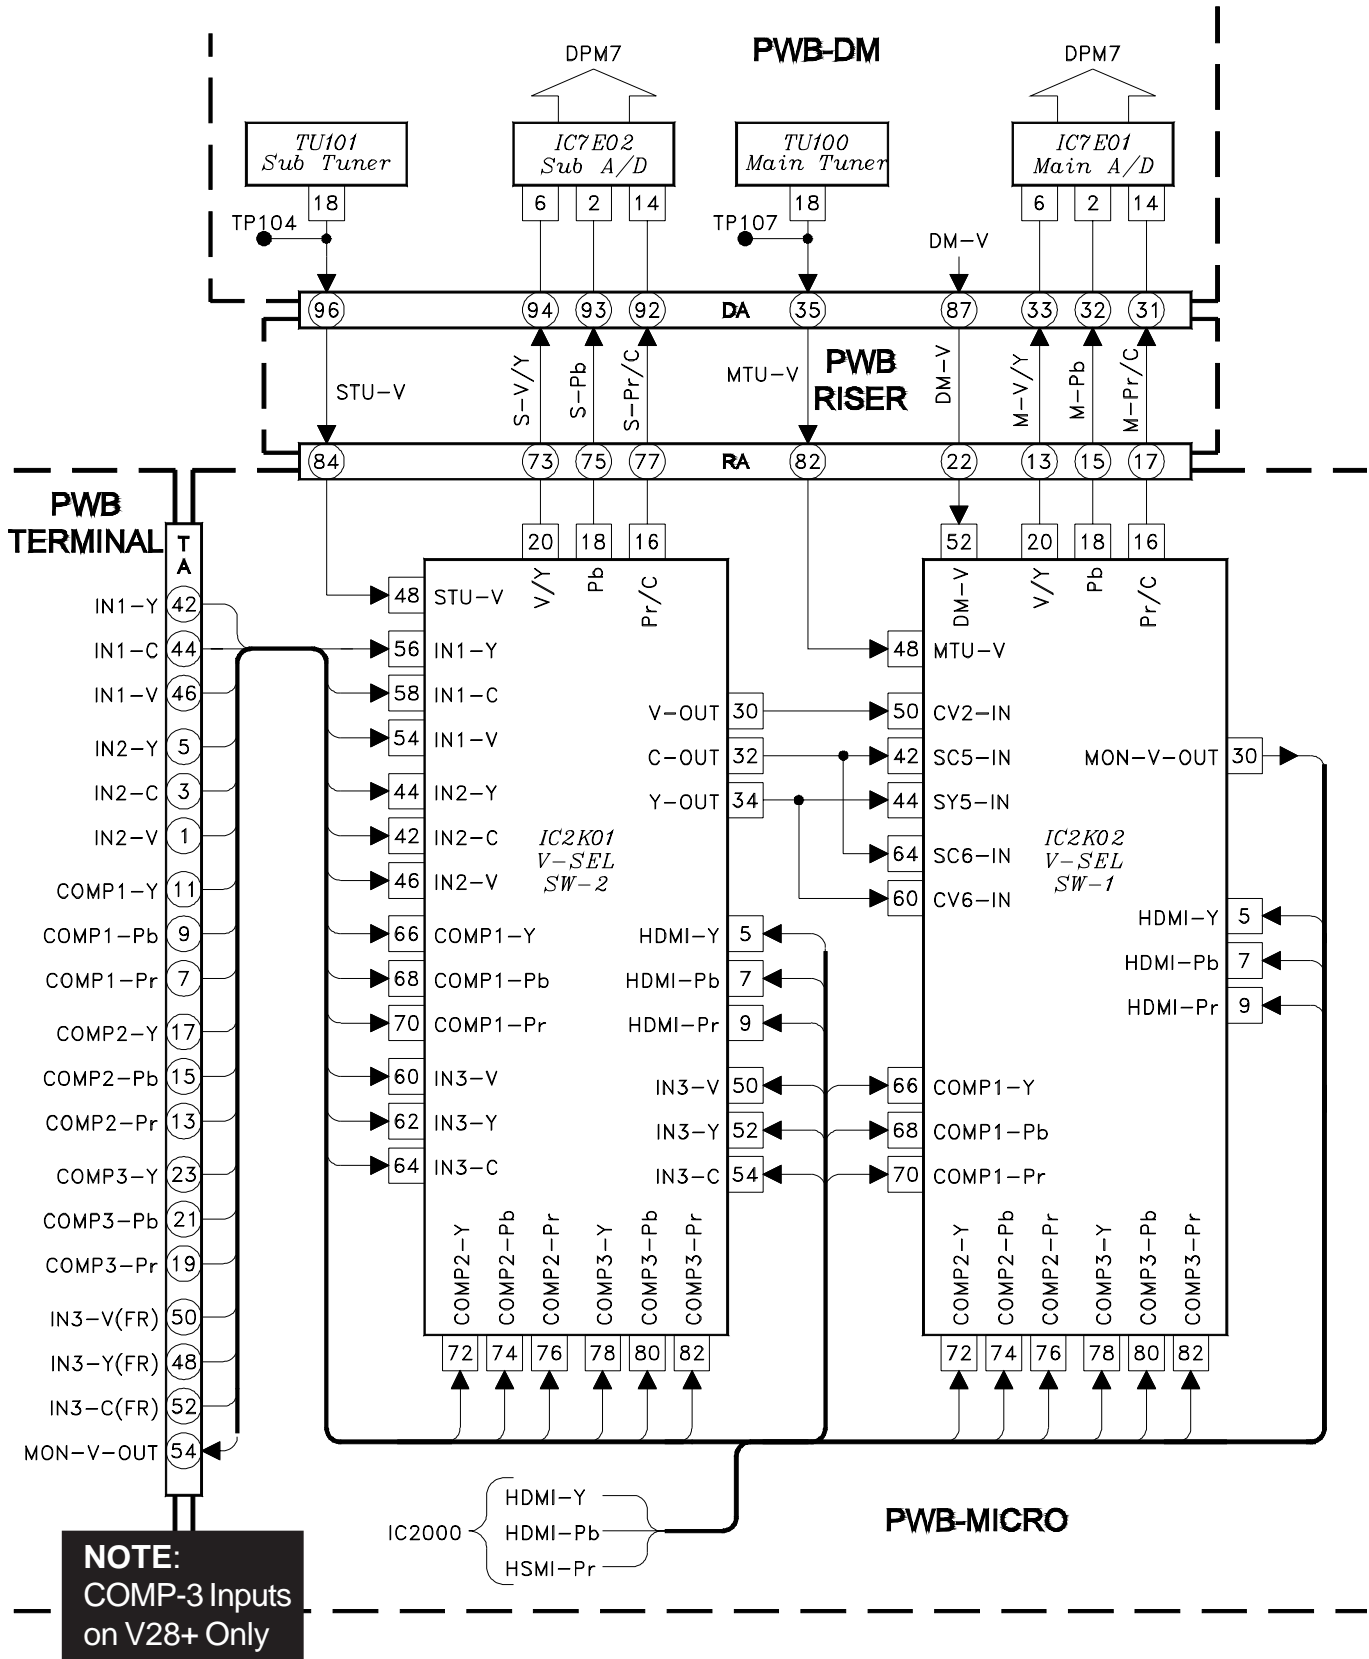 PWB-DM
DPM7
DPM7
TU101
Sub Tuner
IC7E02
Sub A/D
TU100
Main Tuner
IC7E01
Main A/D
18
6
2
14
18
6
2
14
TP104
TP107
DM-V
96
94
93
92
DA
35
87
33
32
31
STU-V
S-V/Y
S-Pb
S-Pr/C
MTU-V
PWB
RISER
DM-V
M-V/Y
M-Pb
M-Pr/C
84
73
75
77
RA
82
22
13
15
17
PWB
TERMINAL
T
A
20
18
16
52
20
18
16
V/Y
Pb
Pr/C
DM-V
V/Y
Pb
Pr/C
IN1-Y 42
IN1-C 44
IN1-V 46
IN2-Y 5
IN2-C 3
IN2-V 1
COMP1-Y 11
COMP1-Pb 9
COMP1-Pr 7
COMP2-Y 17
COMP2-Pb 15
COMP2-Pr 13
COMP3-Y 23
COMP3-Pb 21
COMP3-Pr 19
IN3-V(FR) 50
IN3-Y(FR) 48
IN3-C(FR) 52
MON-V-OUT 54
48 STU-V
56 IN1-Y
58 IN1-C
54 IN1-V
44 IN2-Y
42 IN2-C
46 IN2-V
66 COMP1-Y
68 COMP1-Pb
70 COMP1-Pr
60 IN3-V
62 IN3-Y
64 IN3-C
IC2K01
V-SEL
SW-2
V-OUT 30
C-OUT 32
Y-OUT 34
HDMI-Y 5
HDMI-Pb 7
HDMI-Pr 9
IN3-V 50
IN3-Y 52
IN3-C 54
COMP2-Y
COMP2-Pb
COMP2-Pr
COMP3-Y
COMP3-Pb
COMP3-Pr
72
74
76
78
80
82
48 MTU-V
50 CV2-IN
42 SC5-IN
44 SY5-IN
64 SC6-IN
60 CV6-IN
66 COMP1-Y
68 COMP1-Pb
70 COMP1-Pr
IC2K02
V-SEL
SW-1
MON-V-OUT 30
HDMI-Y 5
HDMI-Pb 7
HDMI-Pr 9
COMP2-Y
COMP2-Pb
COMP2-Pr
COMP3-Y
COMP3-Pb
COMP3-Pr
72
74
76
78
80
82
IC2000
HDMI-Y
HDMI-Pb
HSMI-Pr
PWB-MICRO
NOTE:
COMP-3 Inputs
on V28+ Only